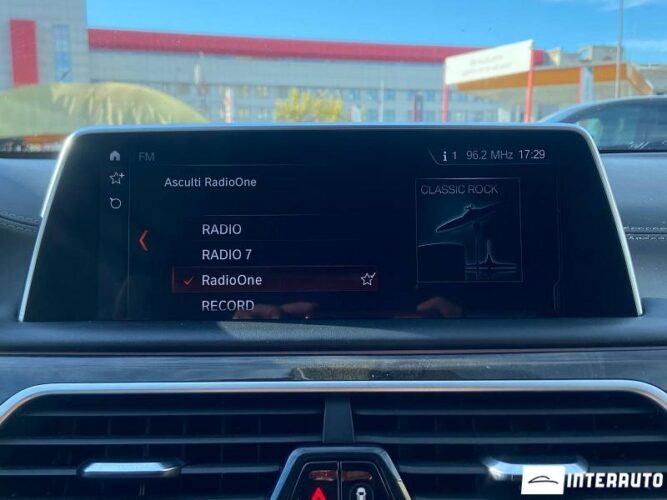 FM
i 1 96.2 MHz 17:29
Asculti RadioOne
CLASSIC ROCK
RADIO
RADIO 7
RadioOne
RECORD
INTERAUTO